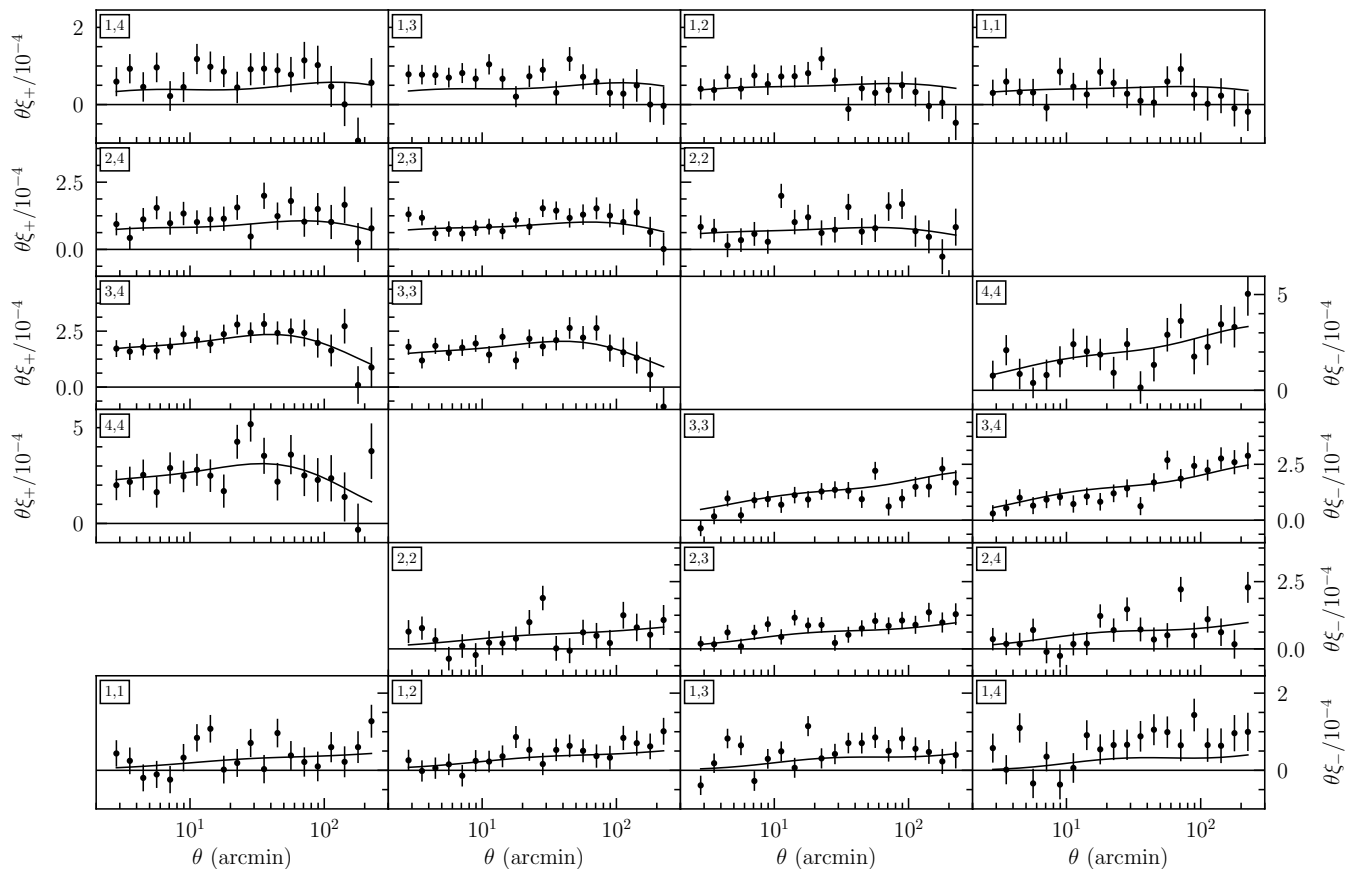 1,4 1,3 1,2 1,1
θξ₊/10⁻⁴
2
0
2,4 2,3 2,2
θξ₊/10⁻⁴
2.5
0.0
3,4 3,3 4,4
θξ₊/10⁻⁴
2.5
0.0
5
0
θξ₋/10⁻⁴
4,4 3,3 3,4
θξ₊/10⁻⁴
5
0
2.5
0.0
θξ₋/10⁻⁴
2,2 2,3 2,4
2.5
0.0
θξ₋/10⁻⁴
1,1 1,2 1,3 1,4
2
0
θξ₋/10⁻⁴
10¹ 10² 10¹ 10² 10¹ 10² 10¹ 10²
θ (arcmin) θ (arcmin) θ (arcmin) θ (arcmin)